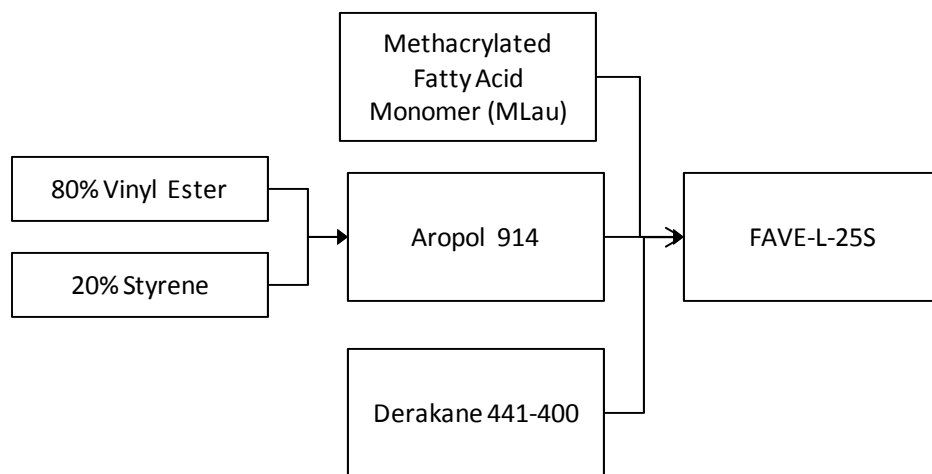 Methacrylated
Fatty Acid
Monomer (MLau)
80% Vinyl Ester
20% Styrene
Aropol 914
FAVE-L-25S
Derakane 441-400